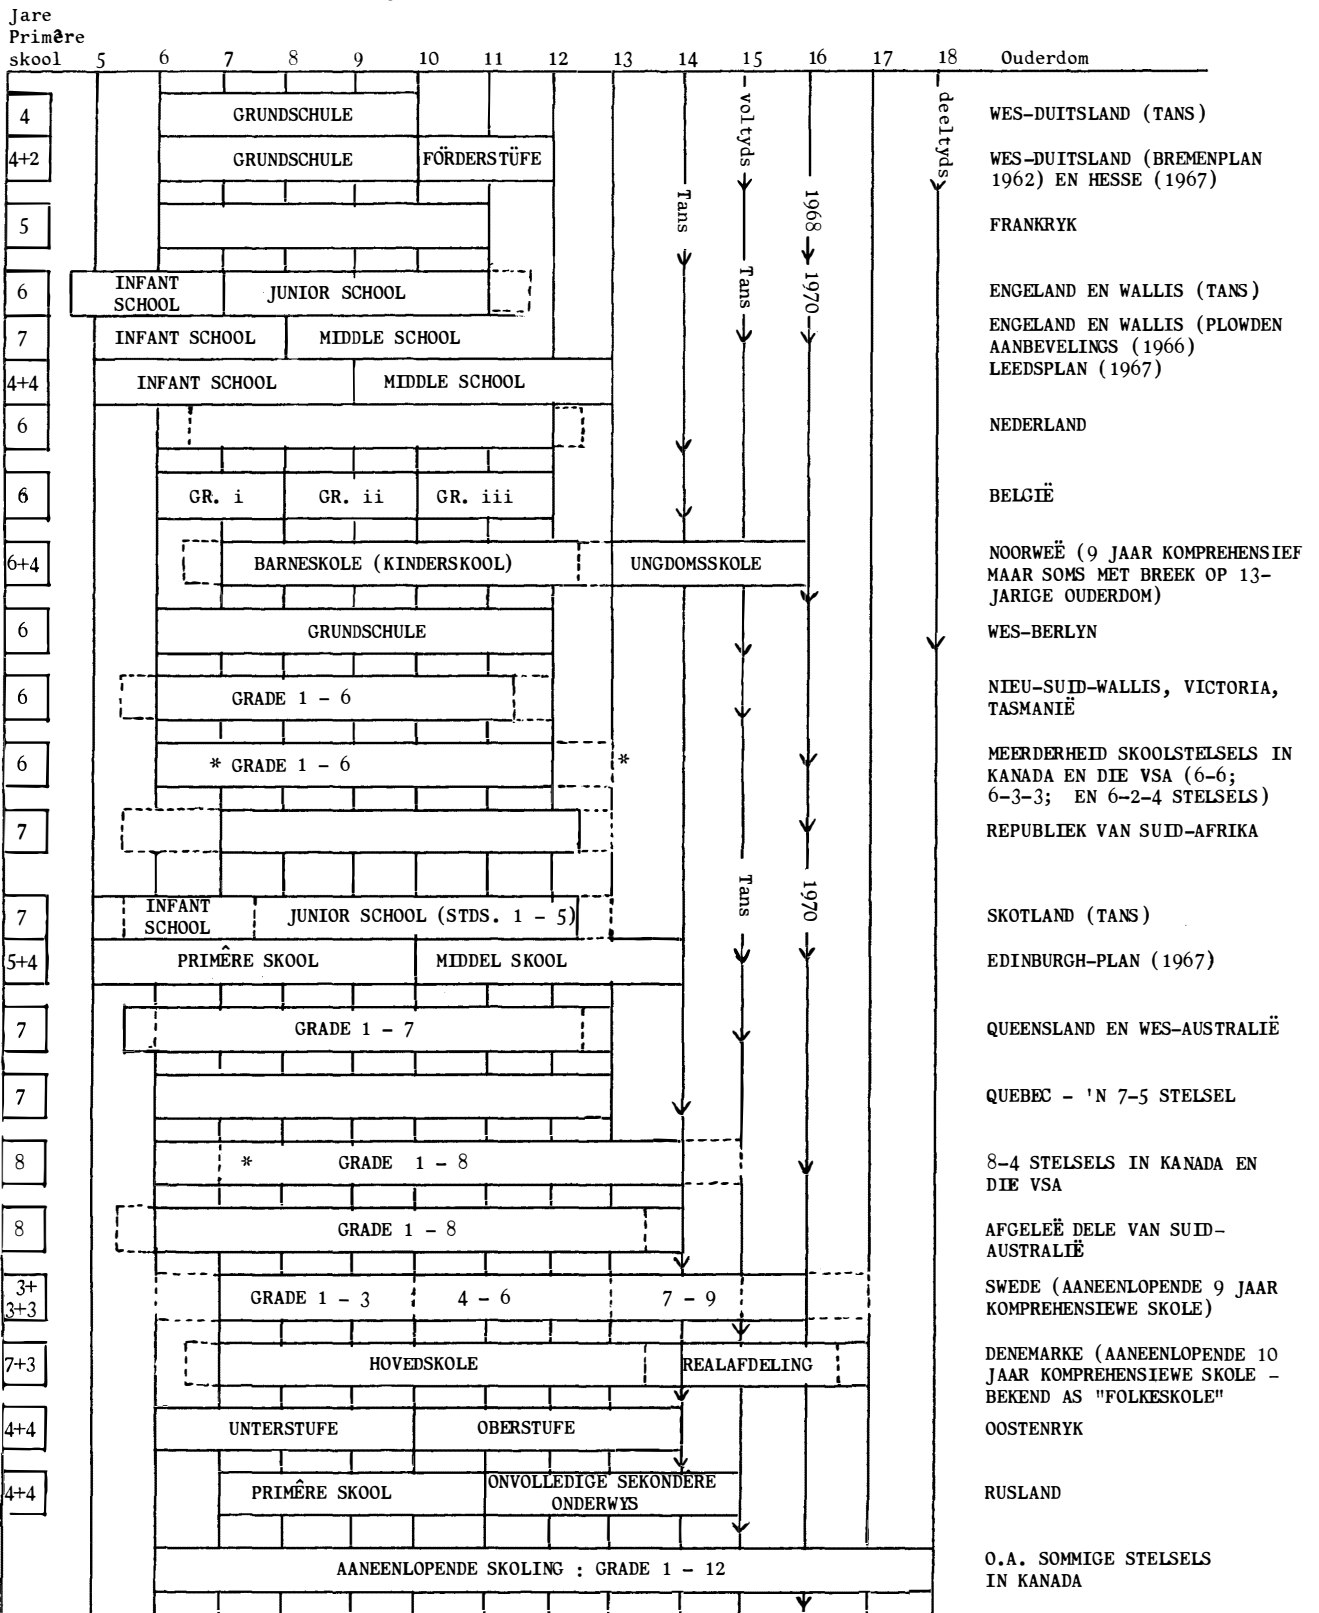 Jare
Primêre
skool 5 6 7 8 9 10 11 12 13 14 15 16 17 18 Ouderdom
voltyds
deeltyds
Tans
1968
Tans
1970
4 GRUNDSCHULE WES-DUITSLAND (TANS)
4+2 GRUNDSCHULE FÖRDERSTÜFE WES-DUITSLAND (BREMENPLAN
1962) EN HESSE (1967)
5 FRANKRYK
6 INFANT
SCHOOL JUNIOR SCHOOL ENGELAND EN WALLIS (TANS)
7 INFANT SCHOOL MIDDLE SCHOOL ENGELAND EN WALLIS (PLOWDEN
AANBEVELINGS (1966)
4+4 INFANT SCHOOL MIDDLE SCHOOL LEEDSPLAN (1967)
6 NEDERLAND
6 GR. i GR. ii GR. iii BELGIË
6+4 BARNESKOLE (KINDERSKOOL) UNGDOMSSKOLE NOORWEË (9 JAAR KOMPREHENSIEF
MAAR SOMS MET BREEK OP 13-
JARIGE OUDERDOM)
6 GRUNDSCHULE WES-BERLYN
6 GRADE 1 - 6 NIEU-SUID-WALLIS, VICTORIA,
TASMANIË
6 * GRADE 1 - 6 * MEERDERHEID SKOOLSTELSELS IN
KANADA EN DIE VSA (6-6;
6-3-3; EN 6-2-4 STELSELS)
7 REPUBLIEK VAN SUID-AFRIKA
Tans
1970
7 INFANT
SCHOOL JUNIOR SCHOOL (STDS. 1 - 5) SKOTLAND (TANS)
5+4 PRIMÊRE SKOOL MIDDEL SKOOL EDINBURGH-PLAN (1967)
7 GRADE 1 - 7 QUEENSLAND EN WES-AUSTRALIË
7 QUEBEC - 'N 7-5 STELSEL
8 * GRADE 1 - 8 8-4 STELSELS IN KANADA EN
DIE VSA
8 GRADE 1 - 8 AFGELEË DELE VAN SUID-
AUSTRALIË
3+
3+3 GRADE 1 - 3 4 - 6 7 - 9 SWEDE (AANEENLOPENDE 9 JAAR
KOMPREHENSIEWE SKOLE)
7+3 HOVEDSKOLE REALAFDELING DENEMARKE (AANEENLOPENDE 10
JAAR KOMPREHENSIEWE SKOLE -
BEKEND AS "FOLKESKOLE"
4+4 UNTERSTUFE OBERSTUFE OOSTENRYK
4+4 PRIMÊRE SKOOL ONVOLLEDIGE SEKONDÊRE
ONDERWYS RUSLAND
AANEENLOPENDE SKOLING : GRADE 1 - 12 O.A. SOMMIGE STELSELS
IN KANADA